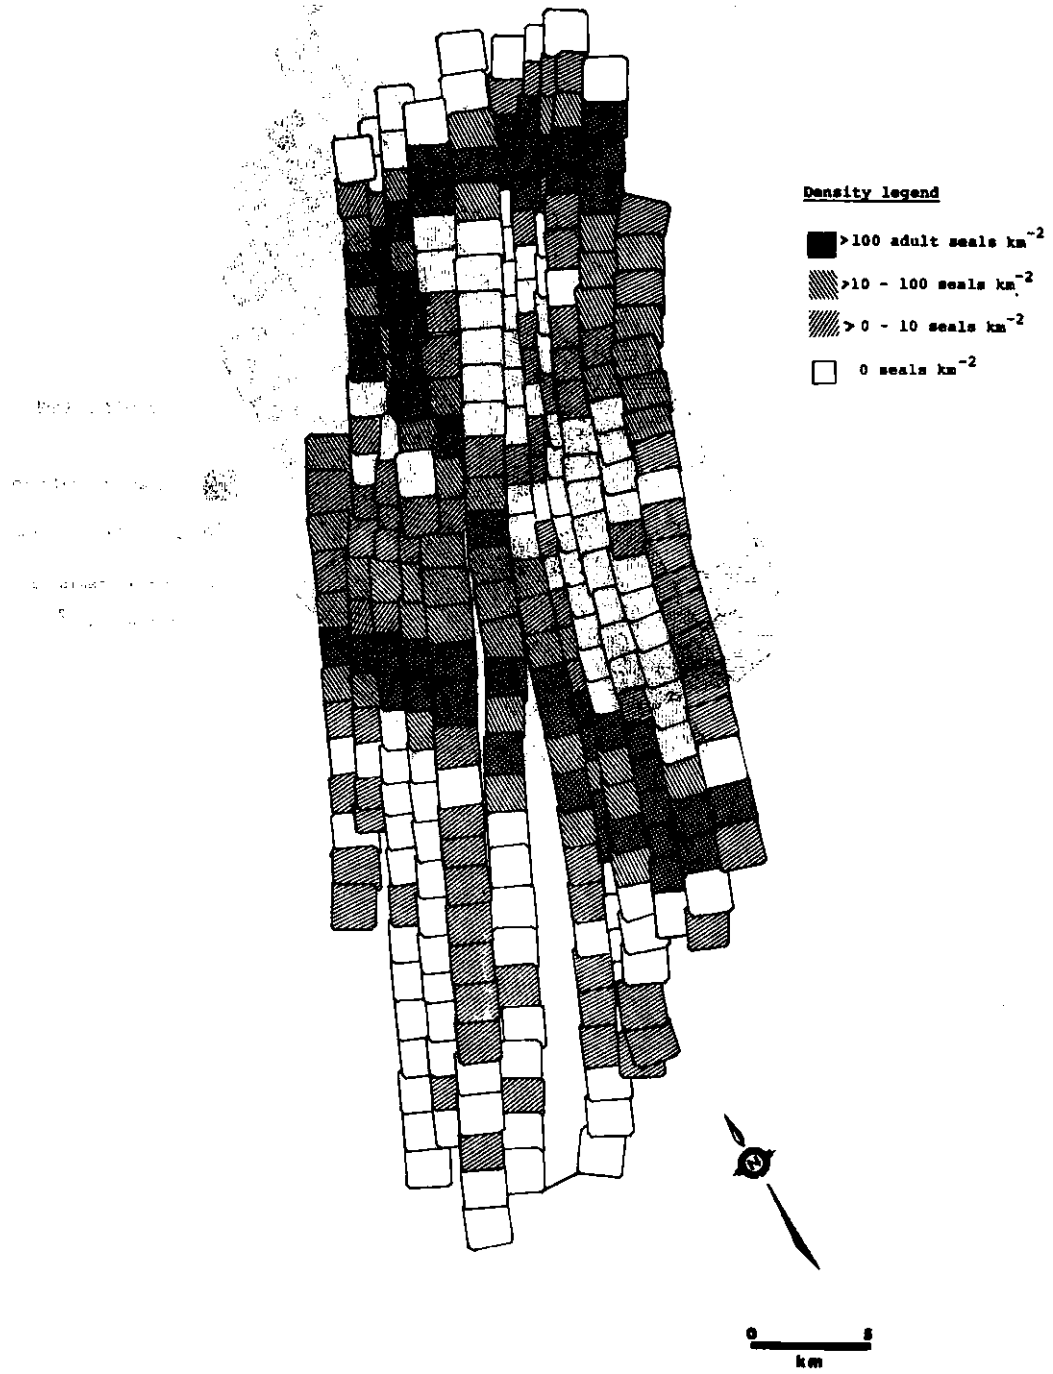 Density legend
>100 adult seals km⁻²
>10 - 100 seals km⁻²
> 0 - 10 seals km⁻²
0 seals km⁻²
N
0 5
km